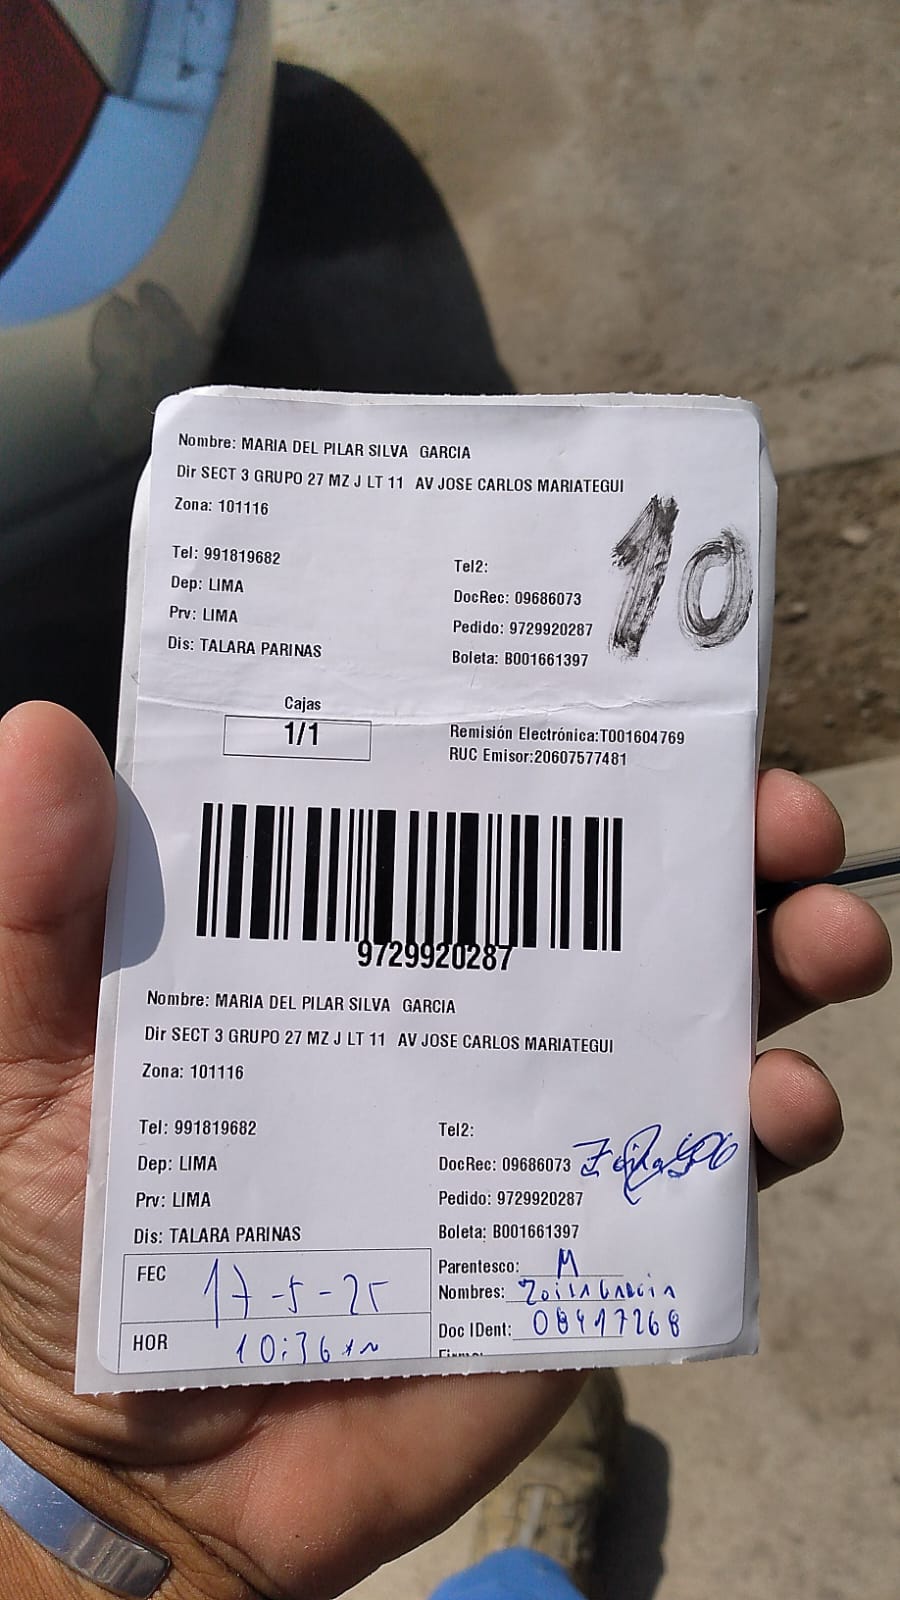 Nombre: MARIA DEL PILAR SILVA GARCIA
Dir SECT 3 GRUPO 27 MZ J LT 11 AV JOSE CARLOS MARIATEGUI
Zona: 101116
10
Tel: 991819682 Tel2:
Dep: LIMA DocRec: 09686073
Prv: LIMA Pedido: 9729920287
Dis: TALARA PARINAS Boleta: B001661397
Cajas
1/1
Remisión Electrónica:T001604769
RUC Emisor:20607577481
9729920287
Nombre: MARIA DEL PILAR SILVA GARCIA
Dir SECT 3 GRUPO 27 MZ J LT 11 AV JOSE CARLOS MARIATEGUI
Zona: 101116
Tel: 991819682 Tel2:
Dep: LIMA DocRec: 09686073
Prv: LIMA Pedido: 9729920287
Dis: TALARA PARINAS Boleta: B001661397
FEC 17-5-25
HOR 10:36
Parentesco: M
Nombres: Zoila Garcia
Doc IDent: 08417268